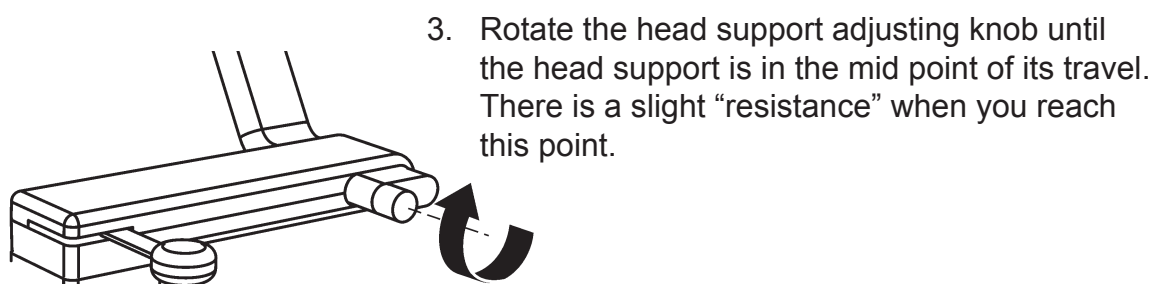 3. Rotate the head support adjusting knob until
the head support is in the mid point of its travel.
There is a slight “resistance” when you reach
this point.